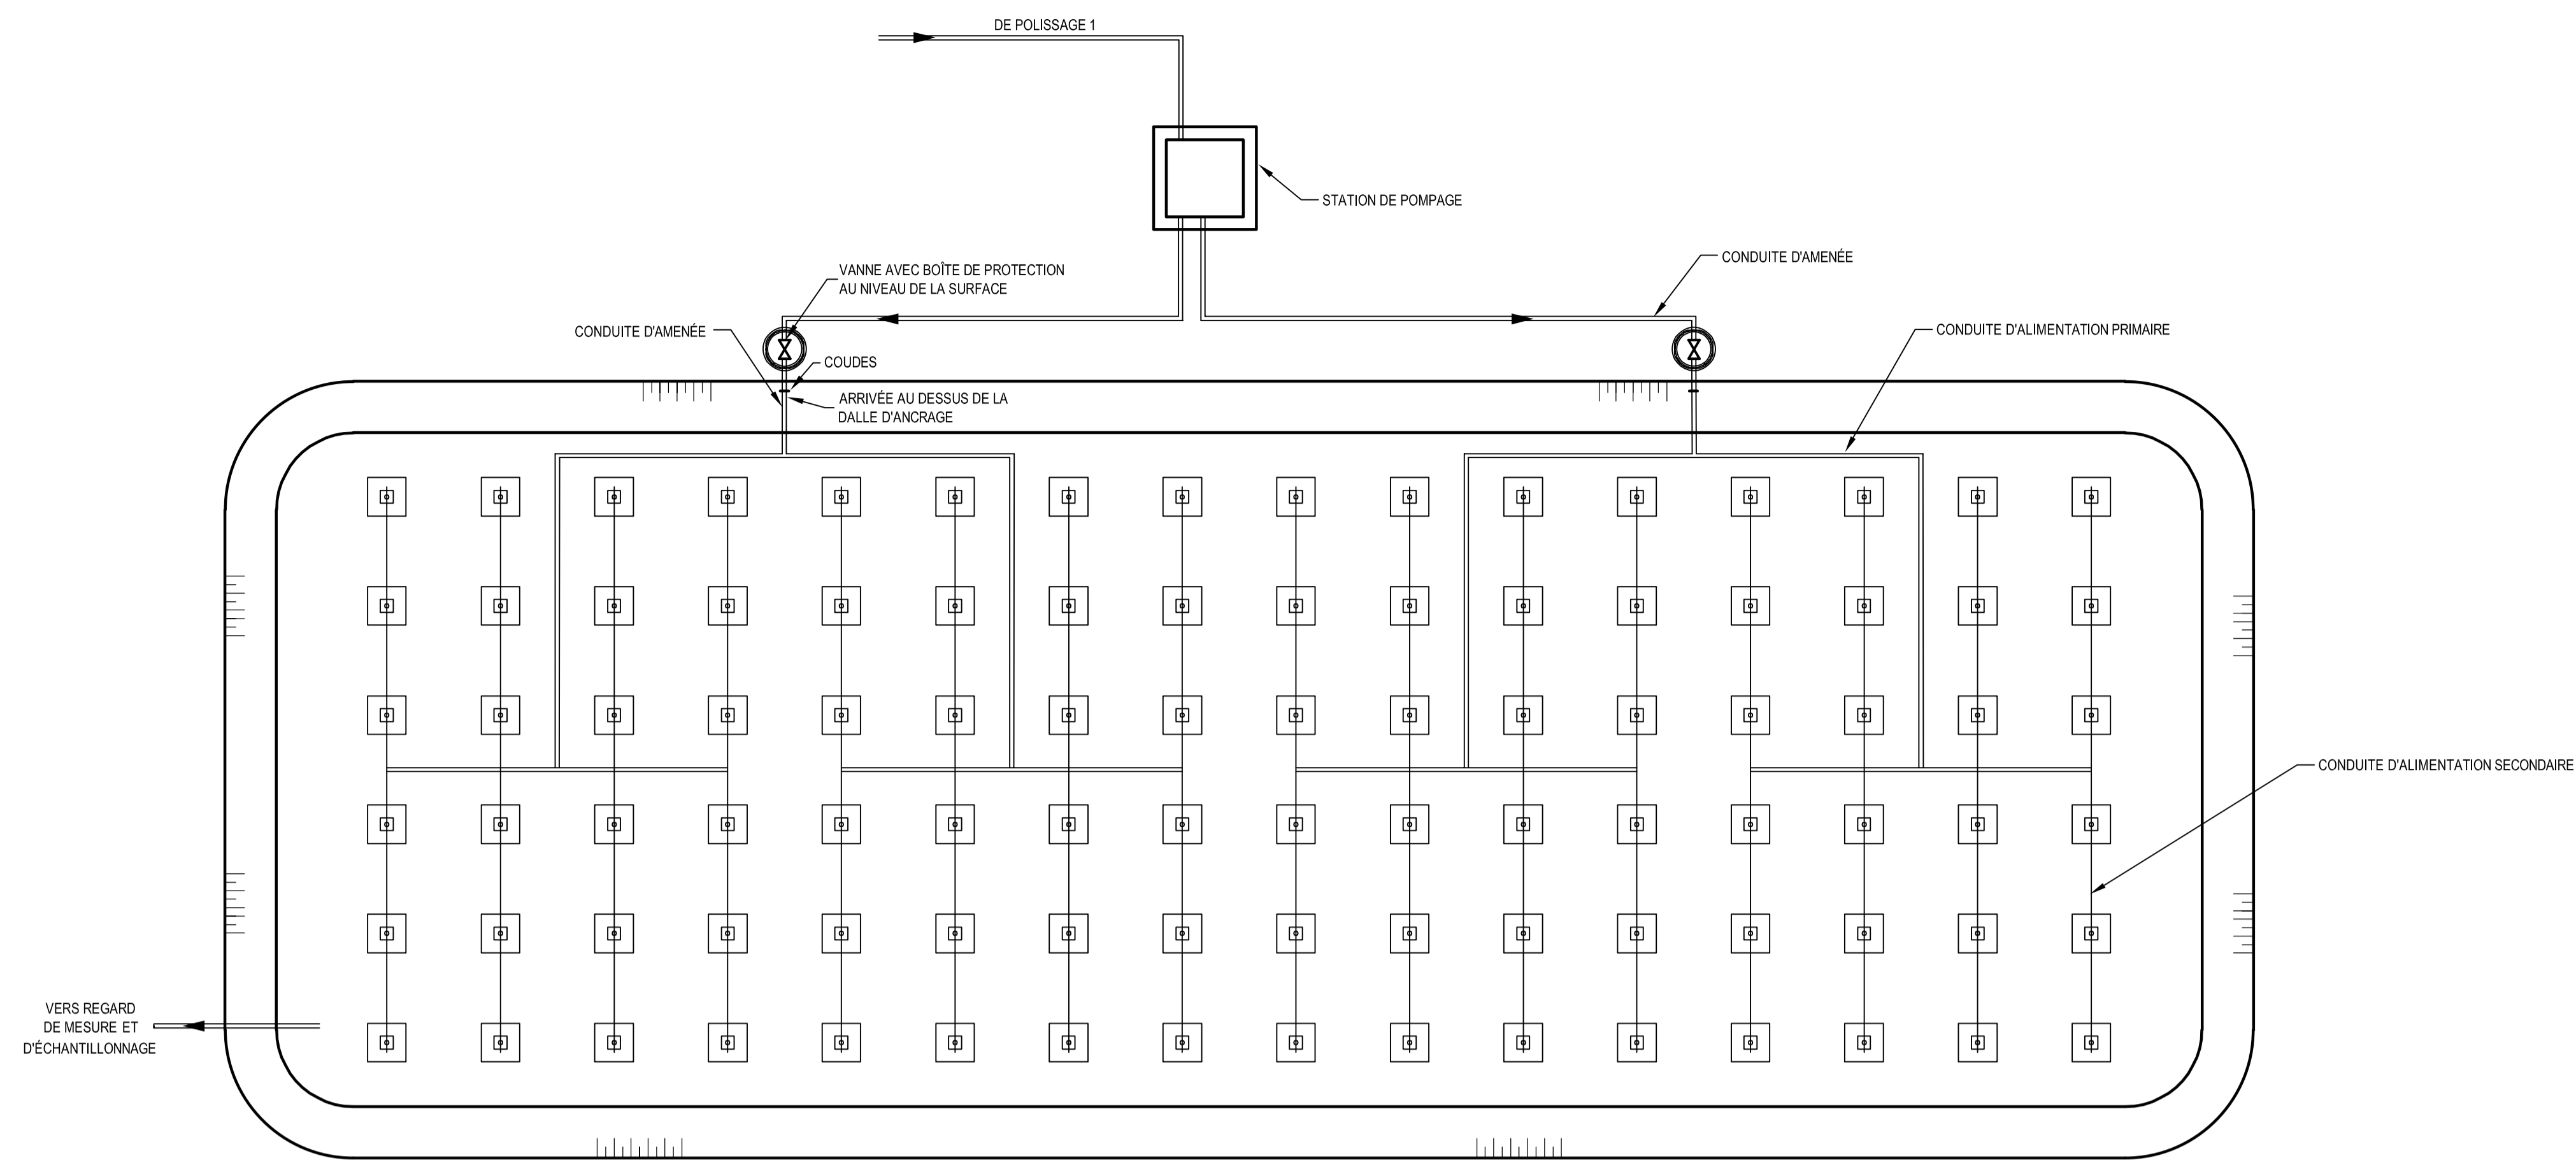 DE POLISSAGE 1
STATION DE POMPAGE
VANNE AVEC BOÎTE DE PROTECTION
AU NIVEAU DE LA SURFACE
CONDUITE D'AMENÉE
CONDUITE D'AMENÉE
CONDUITE D'ALIMENTATION PRIMAIRE
COUDES
ARRIVÉE AU DESSUS DE LA
DALLE D'ANCRAGE
CONDUITE D'ALIMENTATION SECONDAIRE
VERS REGARD
DE MESURE ET
D'ÉCHANTILLONNAGE